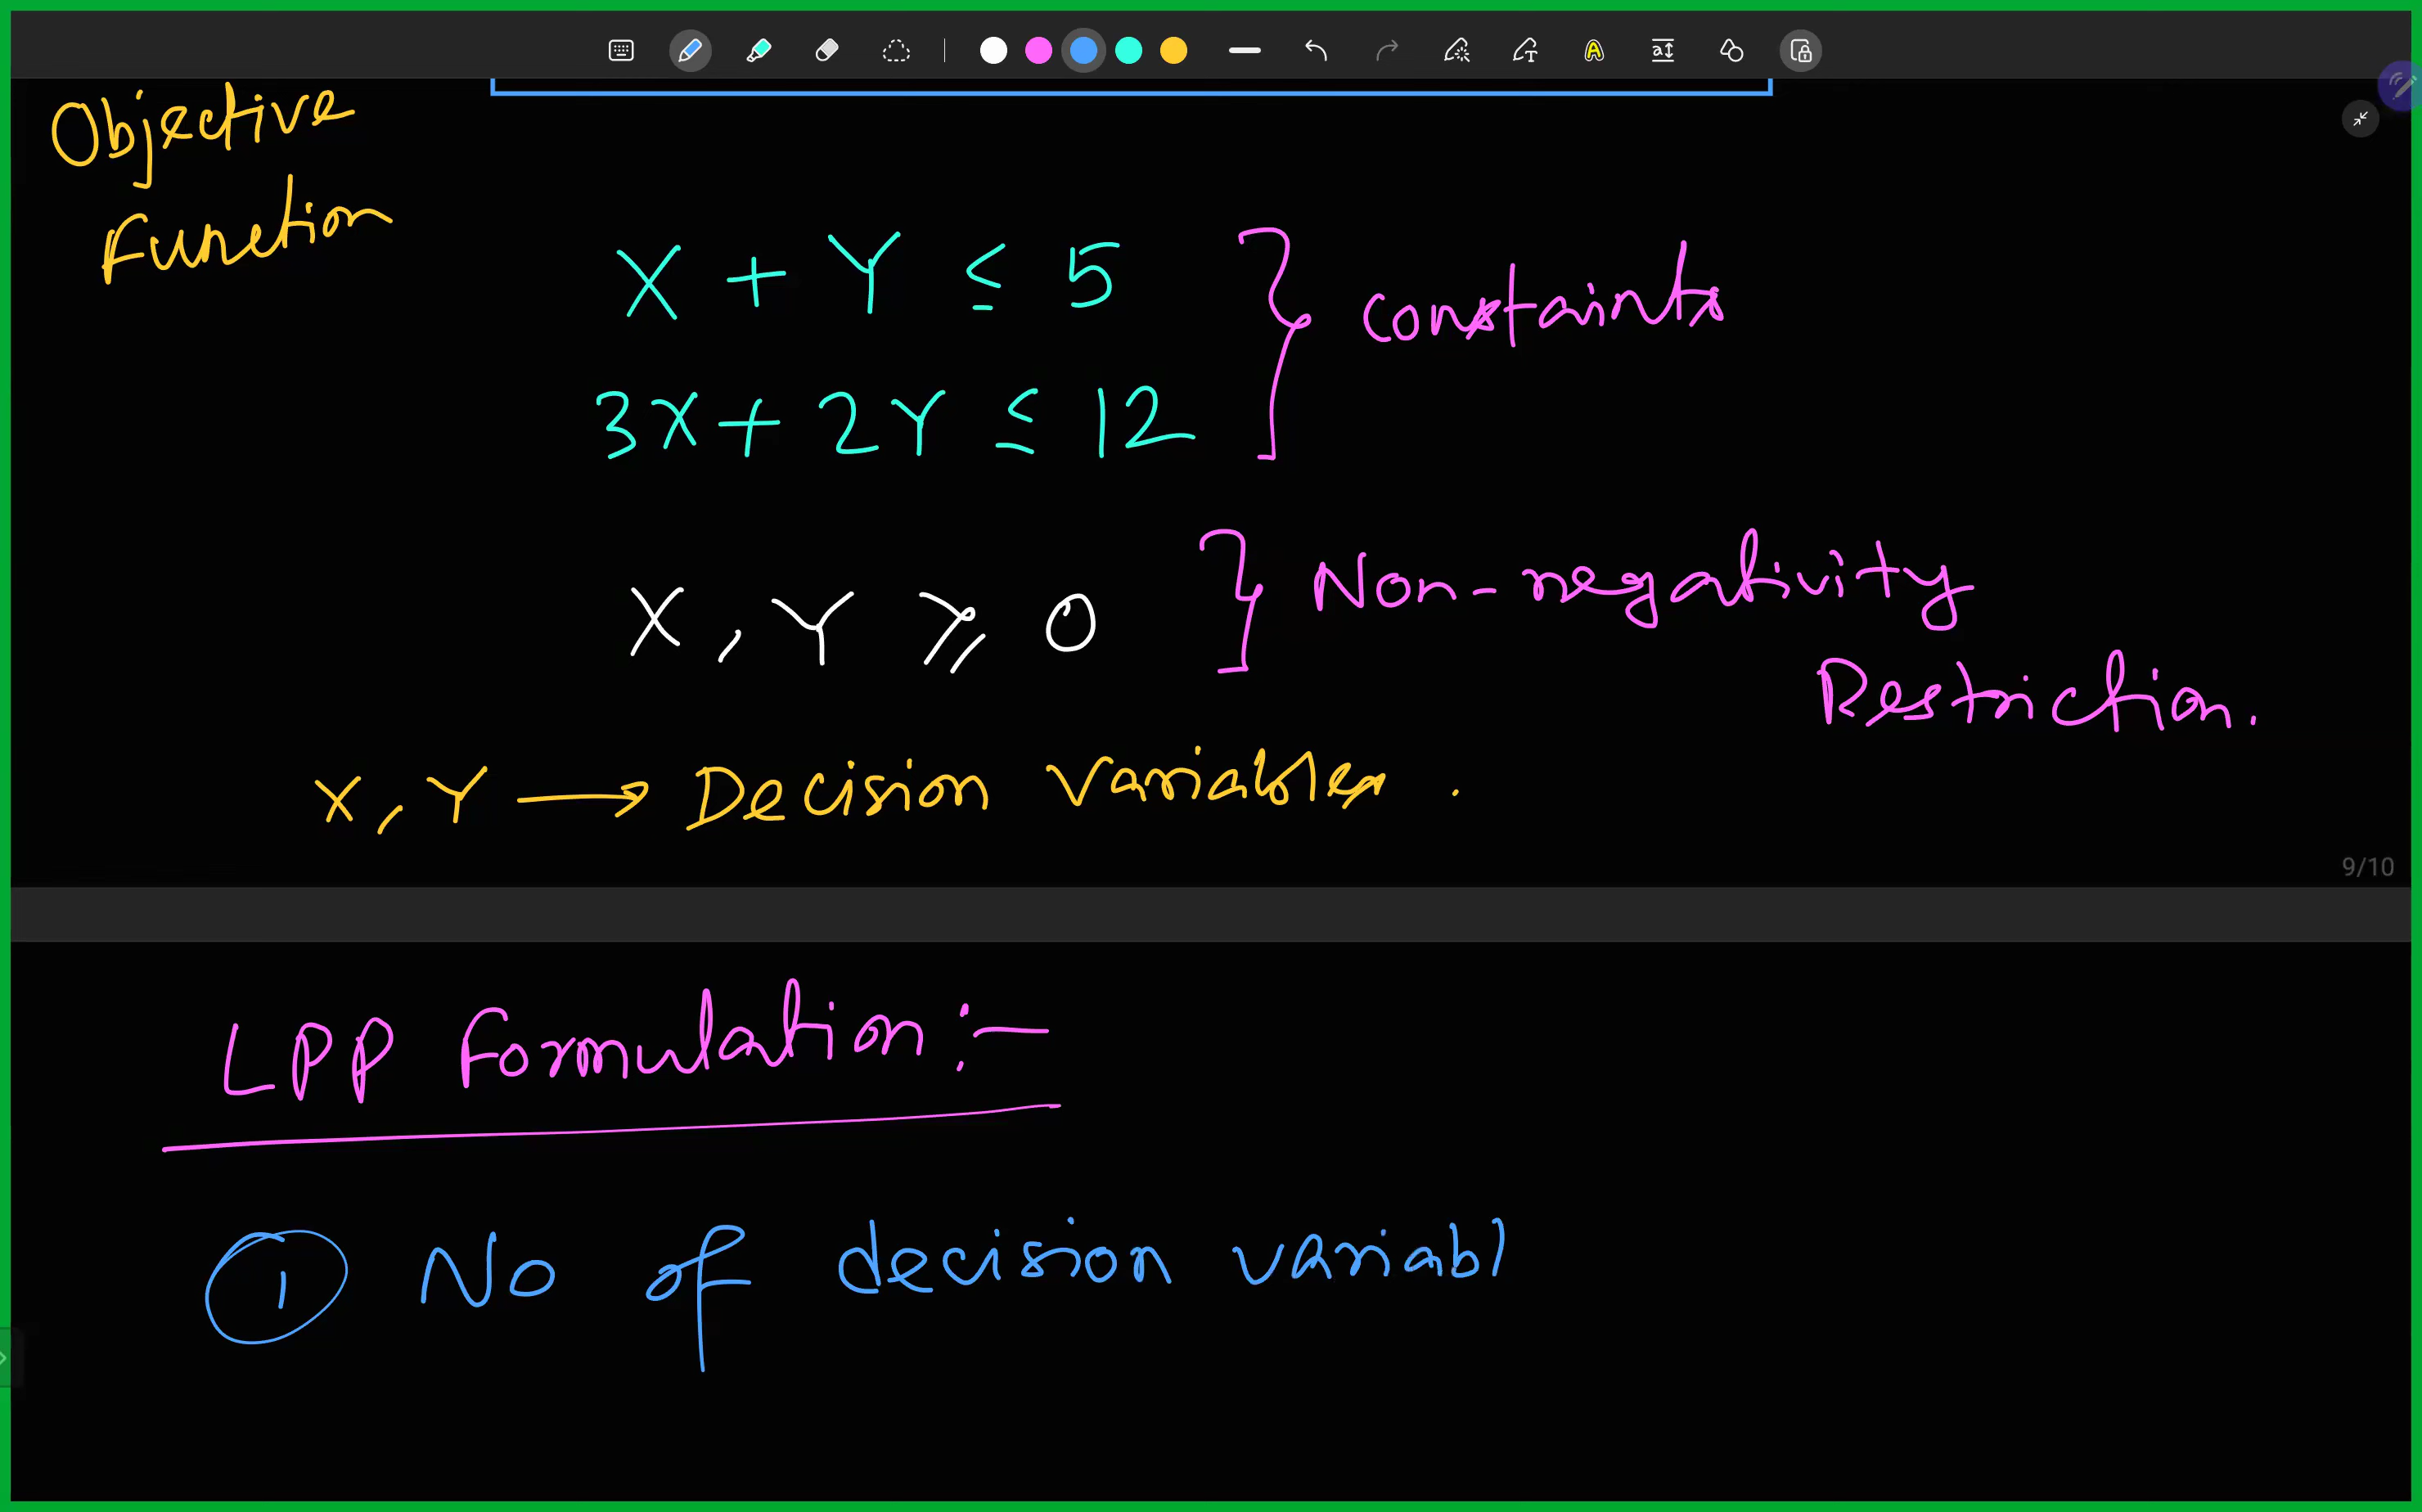 Objective
Function
X + Y ≤ 5 } constaints
3X + 2Y ≤ 12
X, Y ≥ 0 } Non-negativity
Restriction.
X, Y → Decision variables.
9/10
LPP Formulation :-
① No of decision variabl